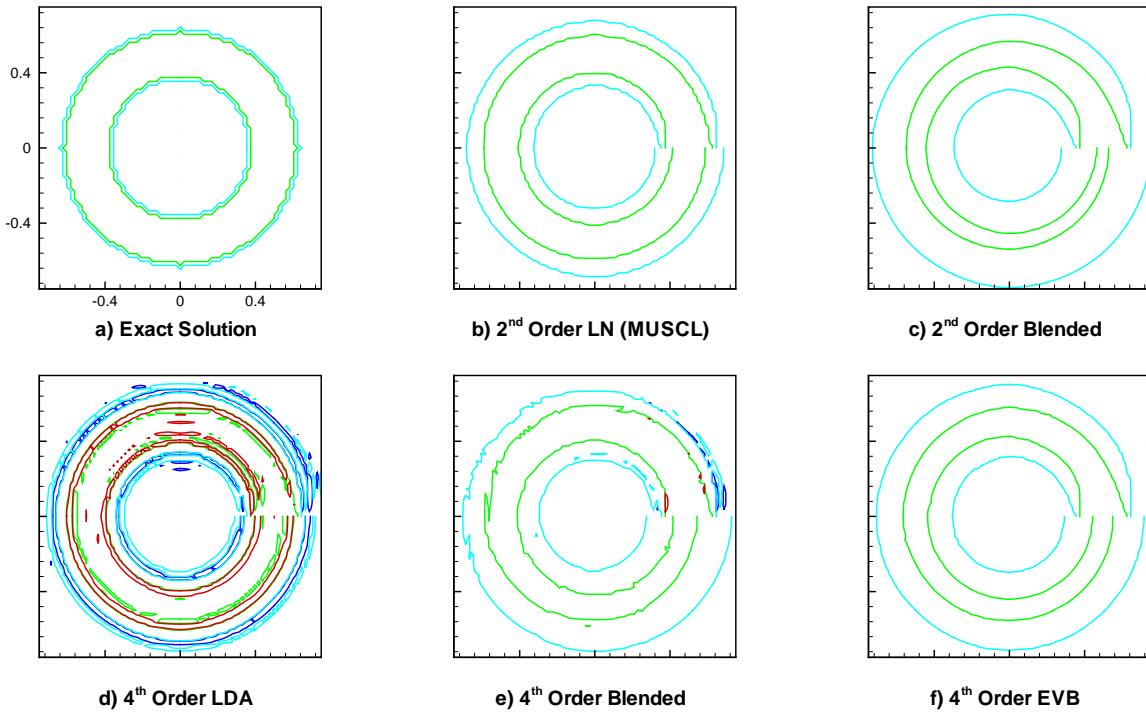 0.4
0
-0.4
-0.4 0 0.4
a) Exact Solution
b) 2nd Order LN (MUSCL)
c) 2nd Order Blended
d) 4th Order LDA
e) 4th Order Blended
f) 4th Order EVB